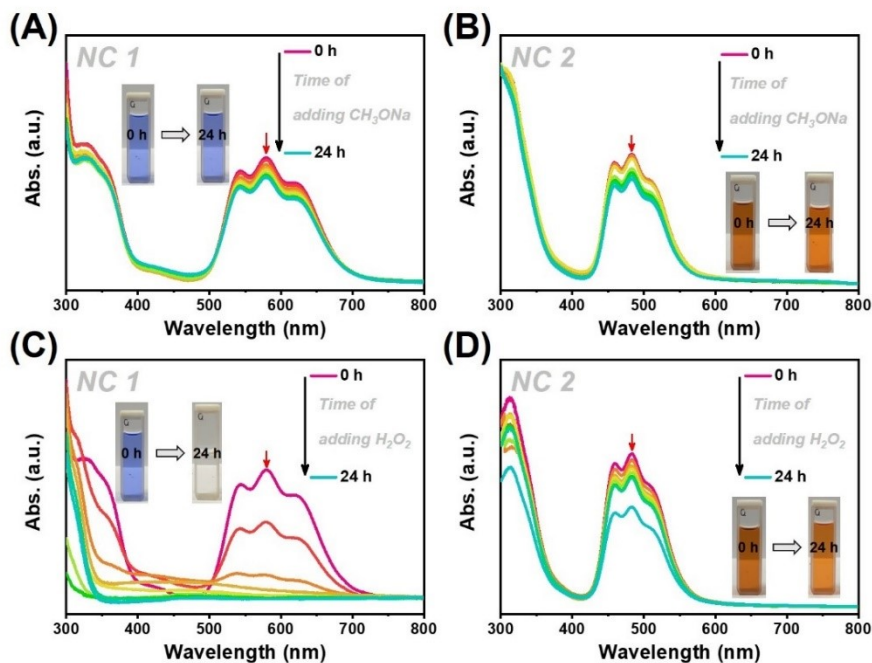 (A)
NC 1
0 h
Time of
adding CH₃ONa
24 h
G
G
0 h
24 h
Abs. (a.u.)
300 400 500 600 700 800
Wavelength (nm)
(B)
NC 2
0 h
Time of
adding CH₃ONa
24 h
G
G
0 h
24 h
Abs. (a.u.)
300 400 500 600 700 800
Wavelength (nm)
(C)
NC 1
0 h
Time of
adding H₂O₂
24 h
G
G
0 h
24 h
Abs. (a.u.)
300 400 500 600 700 800
Wavelength (nm)
(D)
NC 2
0 h
Time of
adding H₂O₂
24 h
G
G
0 h
24 h
Abs. (a.u.)
300 400 500 600 700 800
Wavelength (nm)